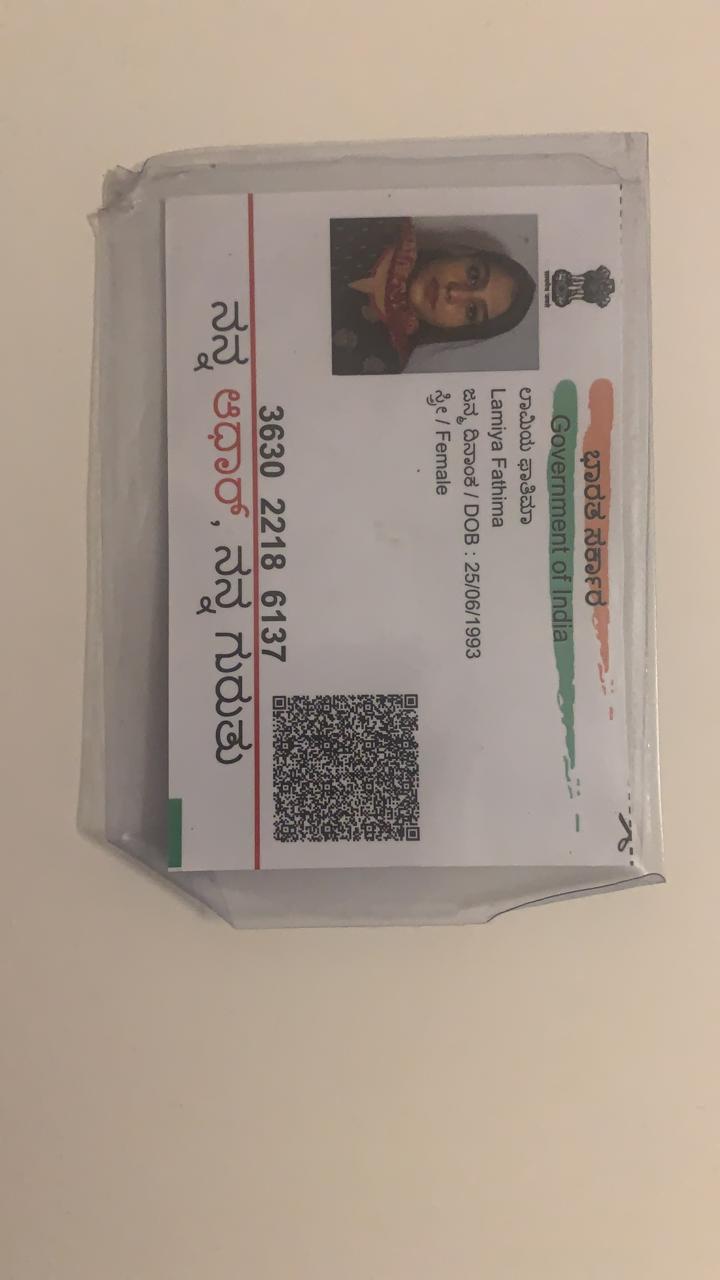 ಭಾರತ ಸರ್ಕಾರ
Government of India
ಲಾಮಿಯ ಫಾತಿಮಾ
Lamiya Fathima
ಜನ್ಮ ದಿನಾಂಕ / DOB : 25/06/1993
ಸ್ತ್ರೀ / Female
3630 2218 6137
ನನ್ನ ಆಧಾರ್, ನನ್ನ ಗುರುತು